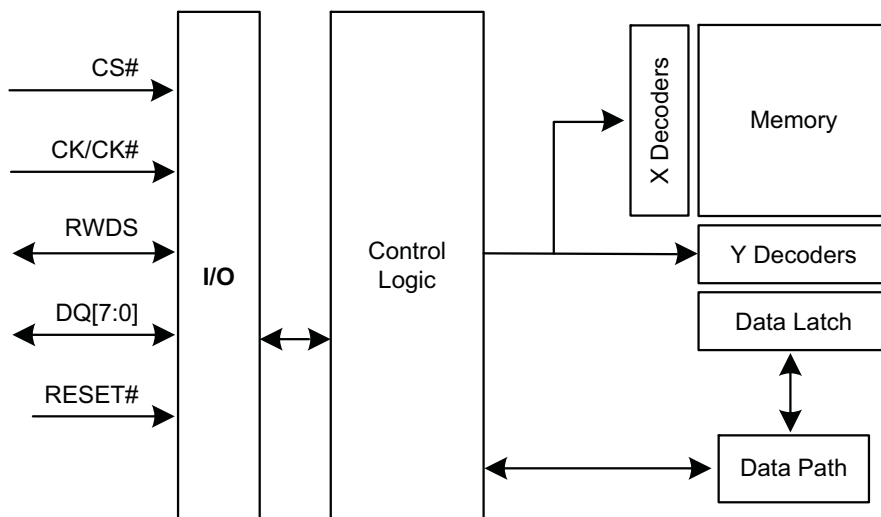 CS#
CK/CK#
RWDS
DQ[7:0]
RESET#
I/O
Control
Logic
X Decoders
Memory
Y Decoders
Data Latch
Data Path